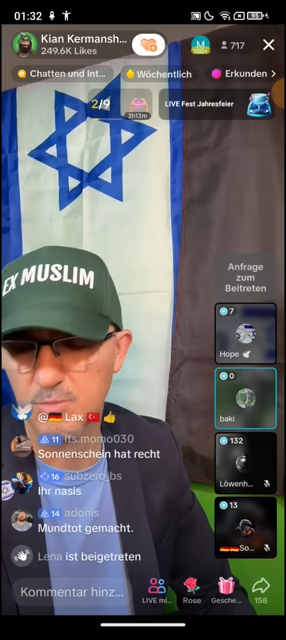 01:32
95
Kian Kermansh...
249.6K Likes
M
717
Chatten und Int...
Wöchentlich
Erkunden
2/9
3h13m
LIVE Fest Jahresfeier
EX MUSLIM
Anfrage
zum
Beitreten
7
Hope
0
baki
132
Löwenh...
13
So...
@🇩🇪 Lax 🇹🇷 👍
11 Its.momo030
Sonnenschein hat recht
16 subzero_bs
Ihr nasis
14 adonis
Mundtot gemacht.
Lena ist beigetreten
Kommentar hinz...
LIVE mi...
Rose
Gesche...
158